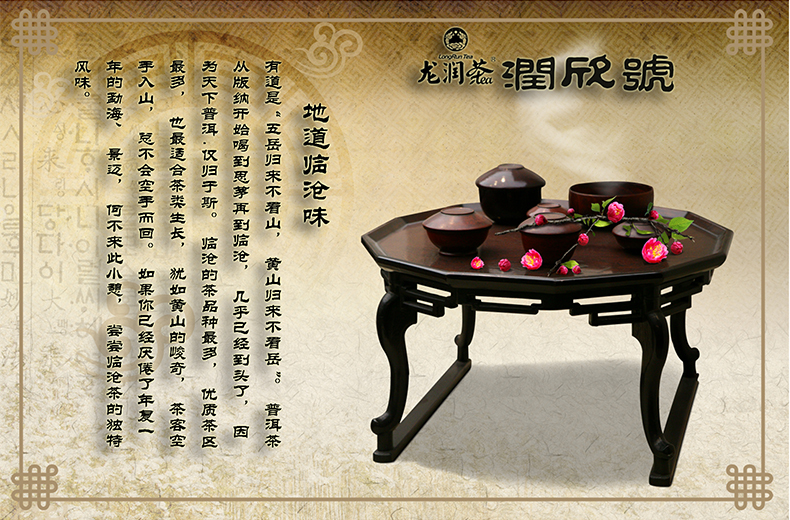 LongRun Tea
龙润茶 tea ® 潤欣號
地道临沧味
有道是“五岳归来不看山，黄山归来不看岳”。普洱茶
从版纳开始喝到思茅再到临沧，几乎已经到头了，因
为天下普洱，仅归于斯。临沧的茶品种最多，优质茶区
最多，也最适合茶类生长，犹如黄山的峻奇，茶客空
手入山，总不会空手而回。如果你已经厌倦了年复一
年的勐海、景迈，何不来此小憩，尝尝临沧茶的独特
风味。